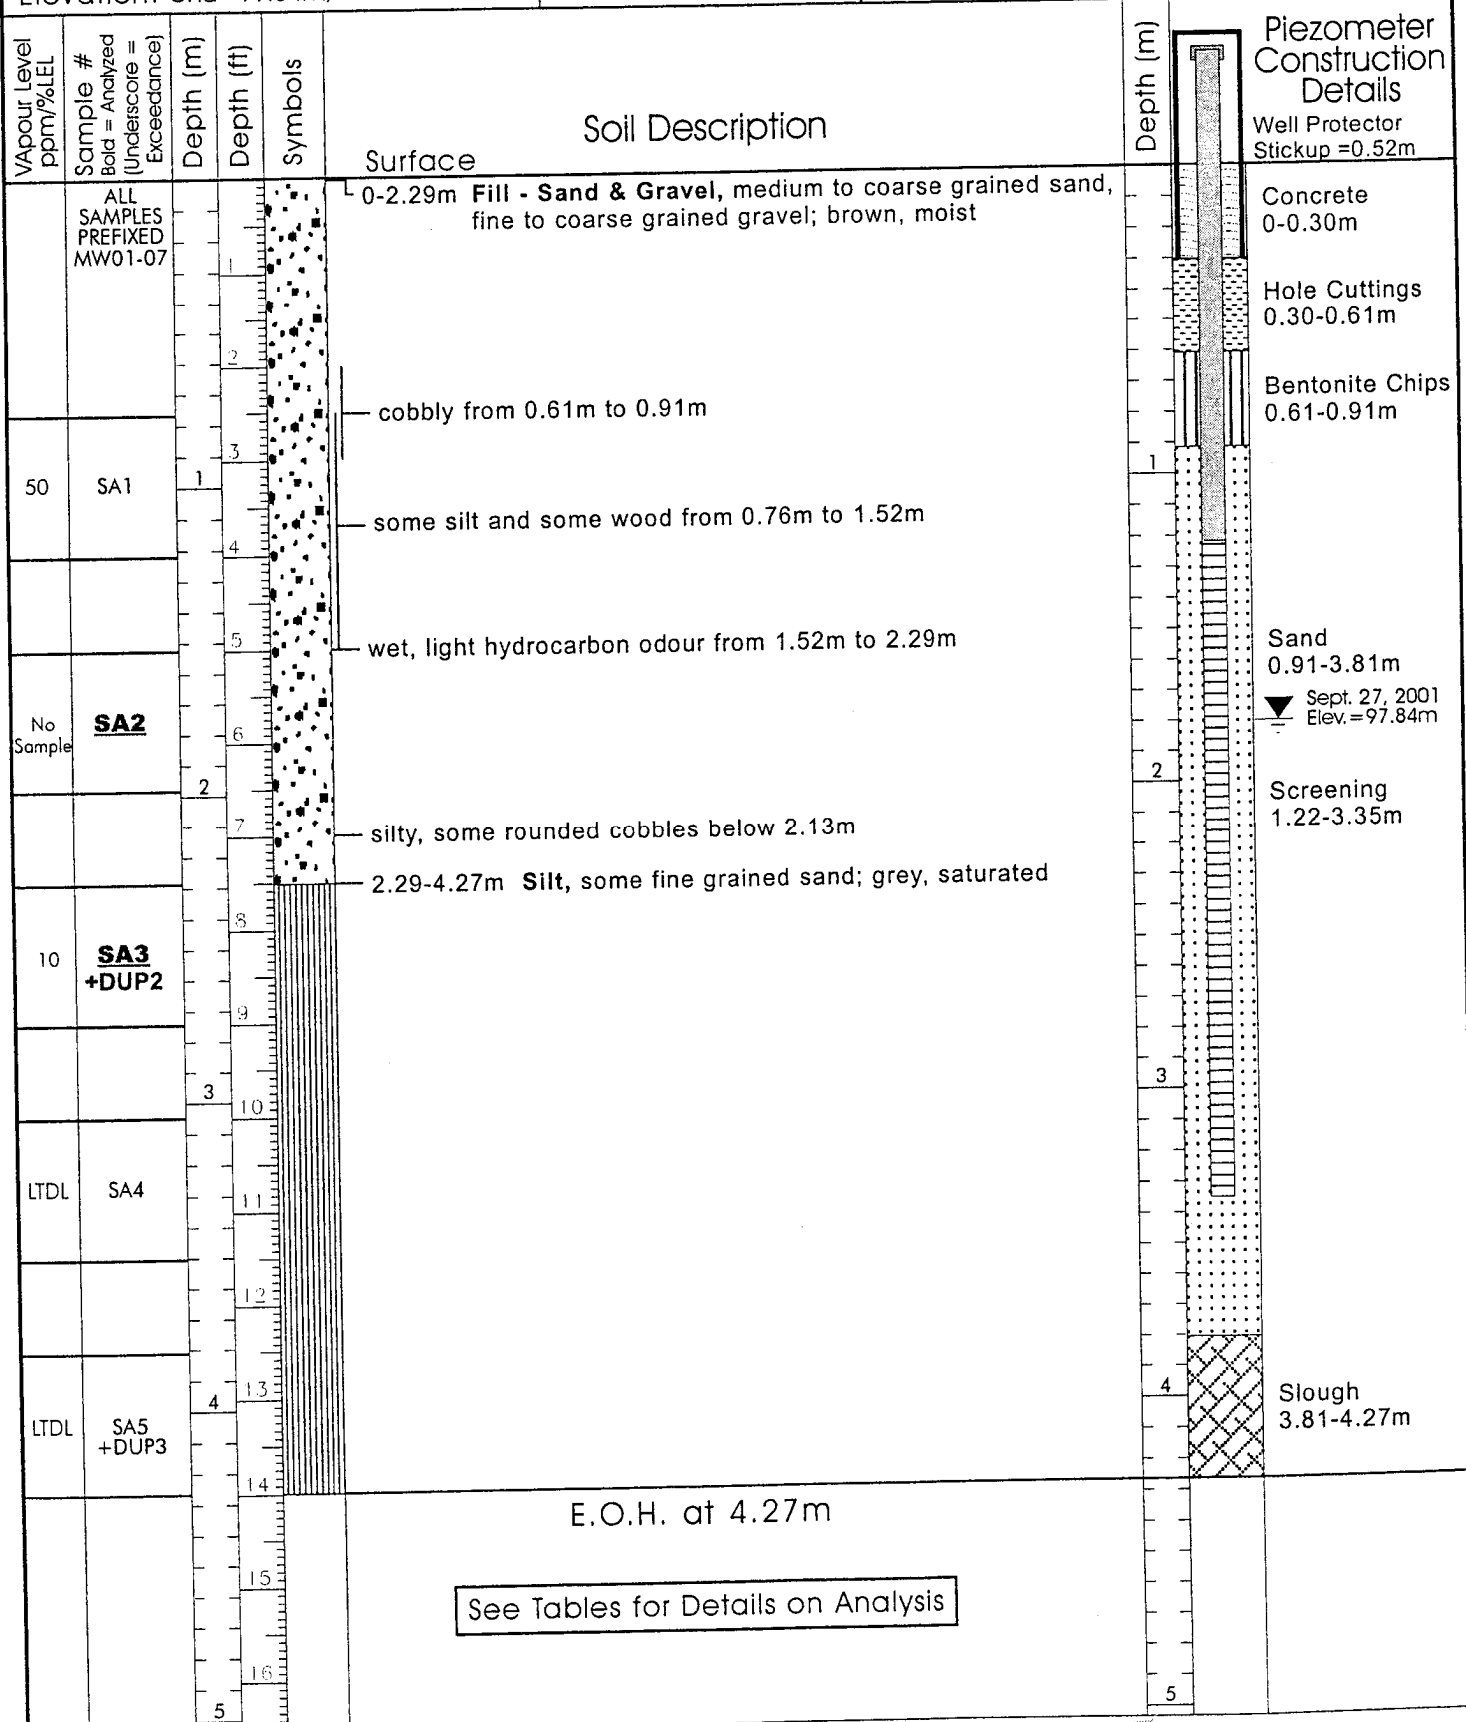 VApour Level
ppm/%LEL
Sample #
Bold = Analyzed
(Underscore =
Exceedance)
Depth (m)
Depth (ft)
Symbols
Soil Description
Surface
Depth (m)
Piezometer
Construction
Details
Well Protector
Stickup =0.52m
ALL
SAMPLES
PREFIXED
MW01-07
0-2.29m Fill - Sand & Gravel, medium to coarse grained sand,
fine to coarse grained gravel; brown, moist
Concrete
0-0.30m
1
Hole Cuttings
0.30-0.61m
2
cobbly from 0.61m to 0.91m
Bentonite Chips
0.61-0.91m
3
1
50
SA1
1
some silt and some wood from 0.76m to 1.52m
4
5
wet, light hydrocarbon odour from 1.52m to 2.29m
Sand
0.91-3.81m
No
Sample
SA2
6
Sept. 27, 2001
Elev.=97.84m
2
2
Screening
1.22-3.35m
7
silty, some rounded cobbles below 2.13m
2.29-4.27m Silt, some fine grained sand; grey, saturated
8
10
SA3
+DUP2
9
3
3
10
LTDL
SA4
11
12
4
13
4
Slough
3.81-4.27m
LTDL
SA5
+DUP3
14
E.O.H. at 4.27m
15
See Tables for Details on Analysis
16
5
5